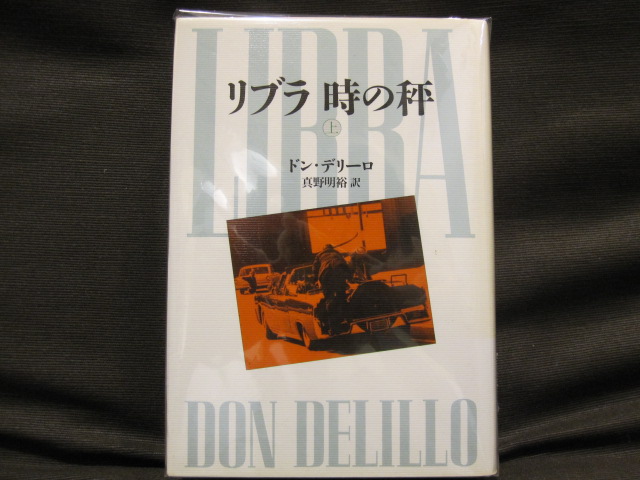 LIBRA
リブラ 時の秤
上
ドン・デリーロ
真野明裕 訳
DON DELILLO